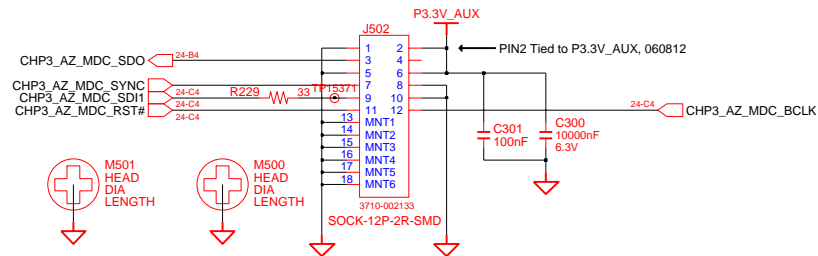 P3.3V_AUX
J502
PIN2 Tied to P3.3V_AUX, 060812
CHP3_AZ_MDC_SDO 24-B4
CHP3_AZ_MDC_SYNC 24-C4
CHP3_AZ_MDC_SDI1 24-C4
CHP3_AZ_MDC_RST# 24-C4
R229 33 TP15371
1 2
3 4
5 6
7 8
9 10
11 12
13 MNT1
14 MNT2
15 MNT3
16 MNT4
17 MNT5
18 MNT6
3710-002133
SOCK-12P-2R-SMD
24-C4 CHP3_AZ_MDC_BCLK
C301
100nF
C300
10000nF
6.3V
M501
HEAD
DIA
LENGTH
M500
HEAD
DIA
LENGTH